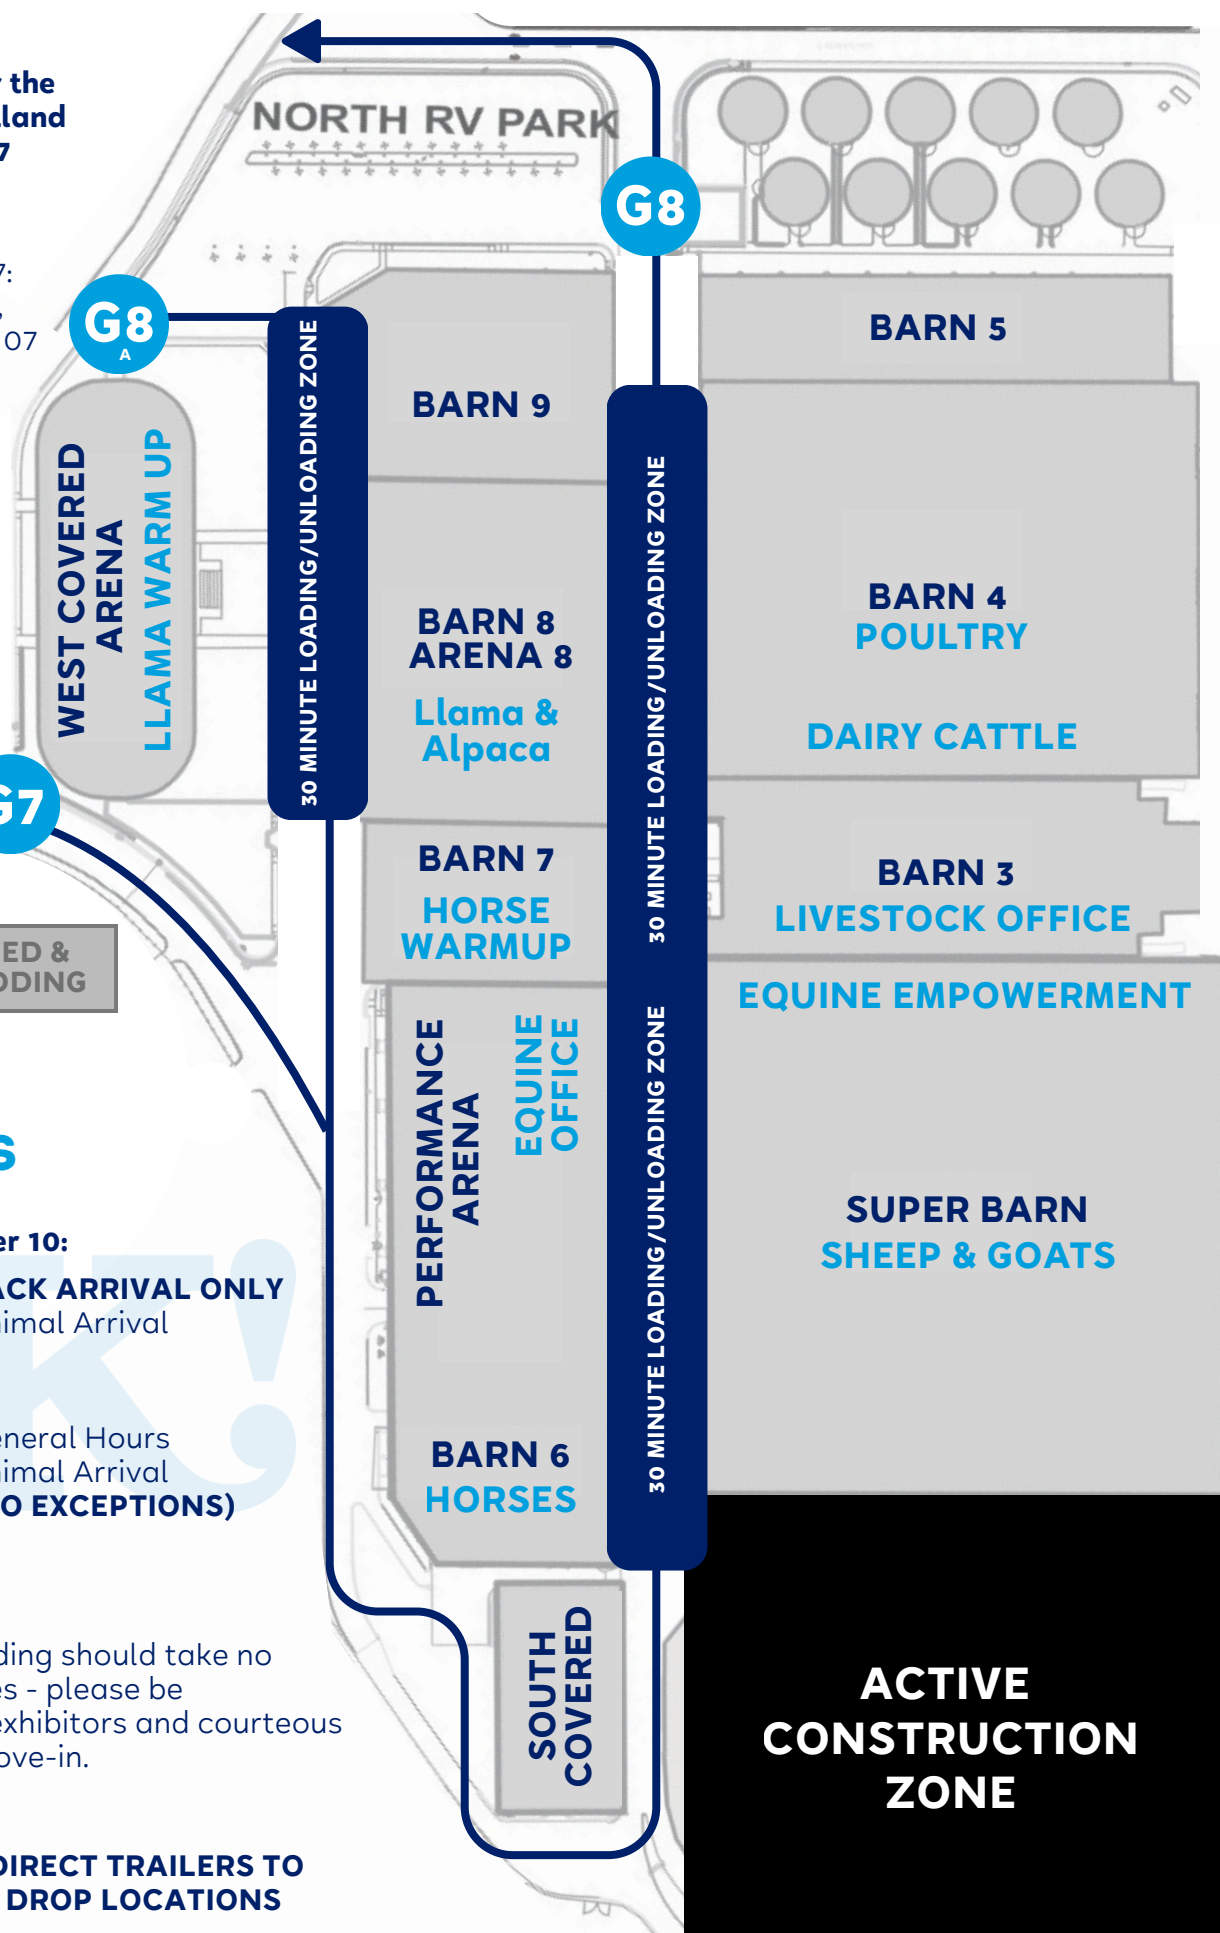 the
land
7
NORTH RV PARK
G8
7:
07
G8
A
BARN 5
30 MINUTE LOADING/UNLOADING ZONE
BARN 9
WEST COVERED
ARENA
LLAMA WARM UP
30 MINUTE LOADING/UNLOADING ZONE
BARN 8
ARENA 8
Llama &
Alpaca
BARN 4
POULTRY
DAIRY CATTLE
G7
BARN 7
HORSE
WARMUP
BARN 3
LIVESTOCK OFFICE
ED &
DDING
EQUINE EMPOWERMENT
PERFORMANCE
ARENA
EQUINE
OFFICE
30 MINUTE LOADING/UNLOADING ZONE
S
SUPER BARN
SHEEP & GOATS
er 10:
ACK ARRIVAL ONLY
nimal Arrival
K!
eneral Hours
nimal Arrival
O EXCEPTIONS)
BARN 6
HORSES
SOUTH
COVERED
ding should take no
es - please be
exhibitors and courteous
ove-in.
ACTIVE
CONSTRUCTION
ZONE
DIRECT TRAILERS TO
DROP LOCATIONS